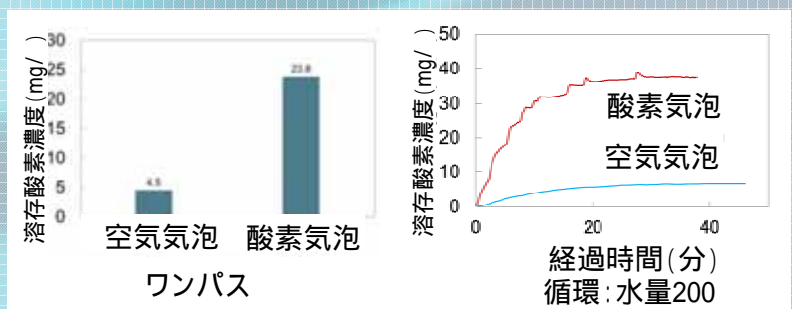 溶存酸素濃度(mg/ )
30
25
20
15
10
5
0
4.5
23.8
空気気泡
酸素気泡
ワンパス
溶存酸素濃度(mg/ )
50
40
30
20
10
0
0
20
40
酸素気泡
空気気泡
経過時間(分)
循環:水量200